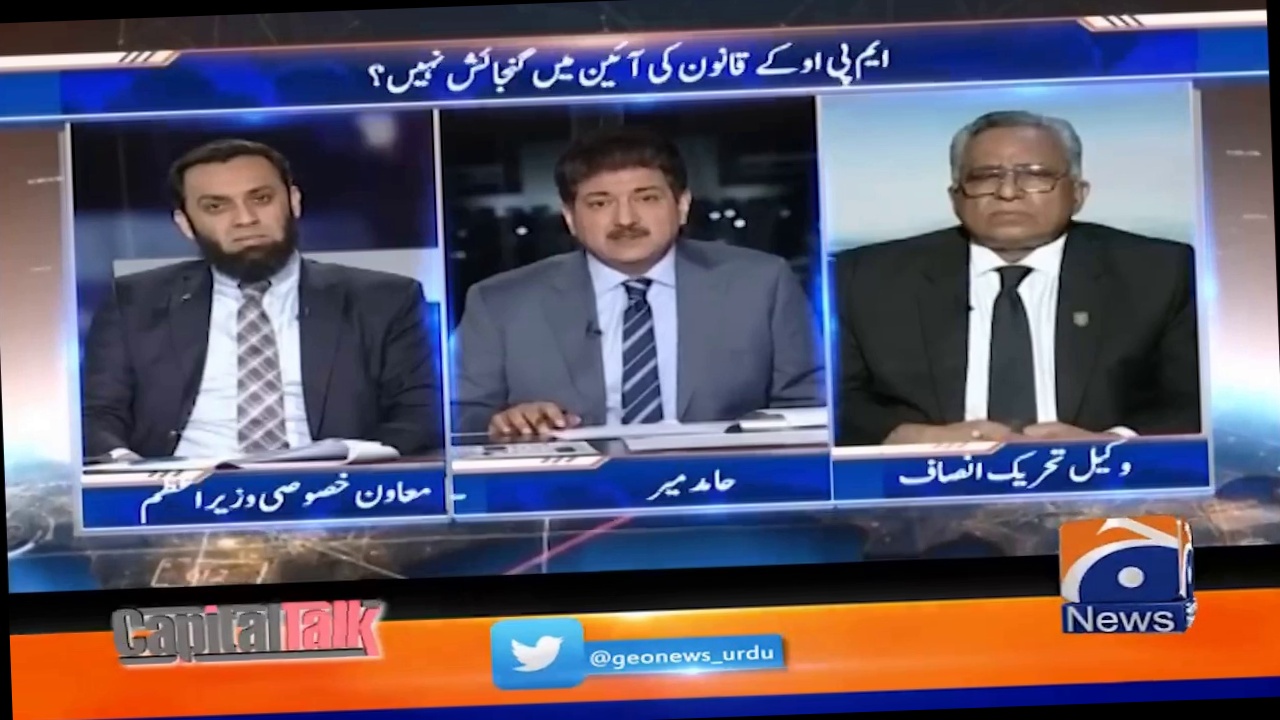 ایم پی او کے قانون کی آئین میں گنجائش نہیں؟
وکیل تحریک انصاف
حامد میر
معاون خصوصی وزیراعظم
Capital Talk
@geonews_urdu
News